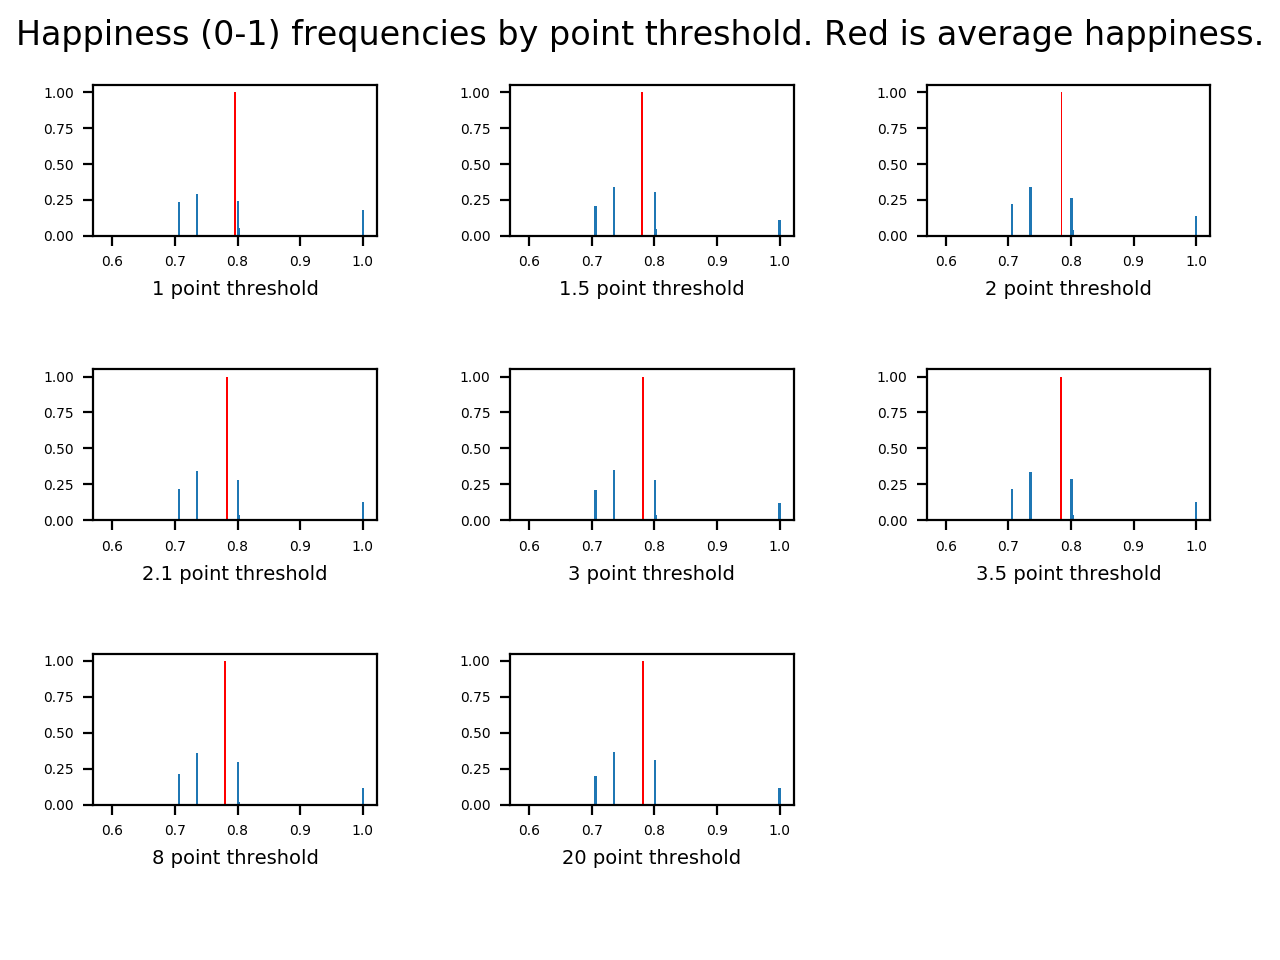 Happiness (0-1) frequencies by point threshold. Red is average happiness.
1.00 1.00 1.00
0.75 0.75 0.75
0.50 0.50 0.50
0.25 0.25 0.25
0.00 0.00 0.00
0.6 0.7 0.8 0.9 1.0 0.6 0.7 0.8 0.9 1.0 0.6 0.7 0.8 0.9 1.0
1 point threshold 1.5 point threshold 2 point threshold
1.00 1.00 1.00
0.75 0.75 0.75
0.50 0.50 0.50
0.25 0.25 0.25
0.00 0.00 0.00
0.6 0.7 0.8 0.9 1.0 0.6 0.7 0.8 0.9 1.0 0.6 0.7 0.8 0.9 1.0
2.1 point threshold 3 point threshold 3.5 point threshold
1.00 1.00
0.75 0.75
0.50 0.50
0.25 0.25
0.00 0.00
0.6 0.7 0.8 0.9 1.0 0.6 0.7 0.8 0.9 1.0
8 point threshold 20 point threshold